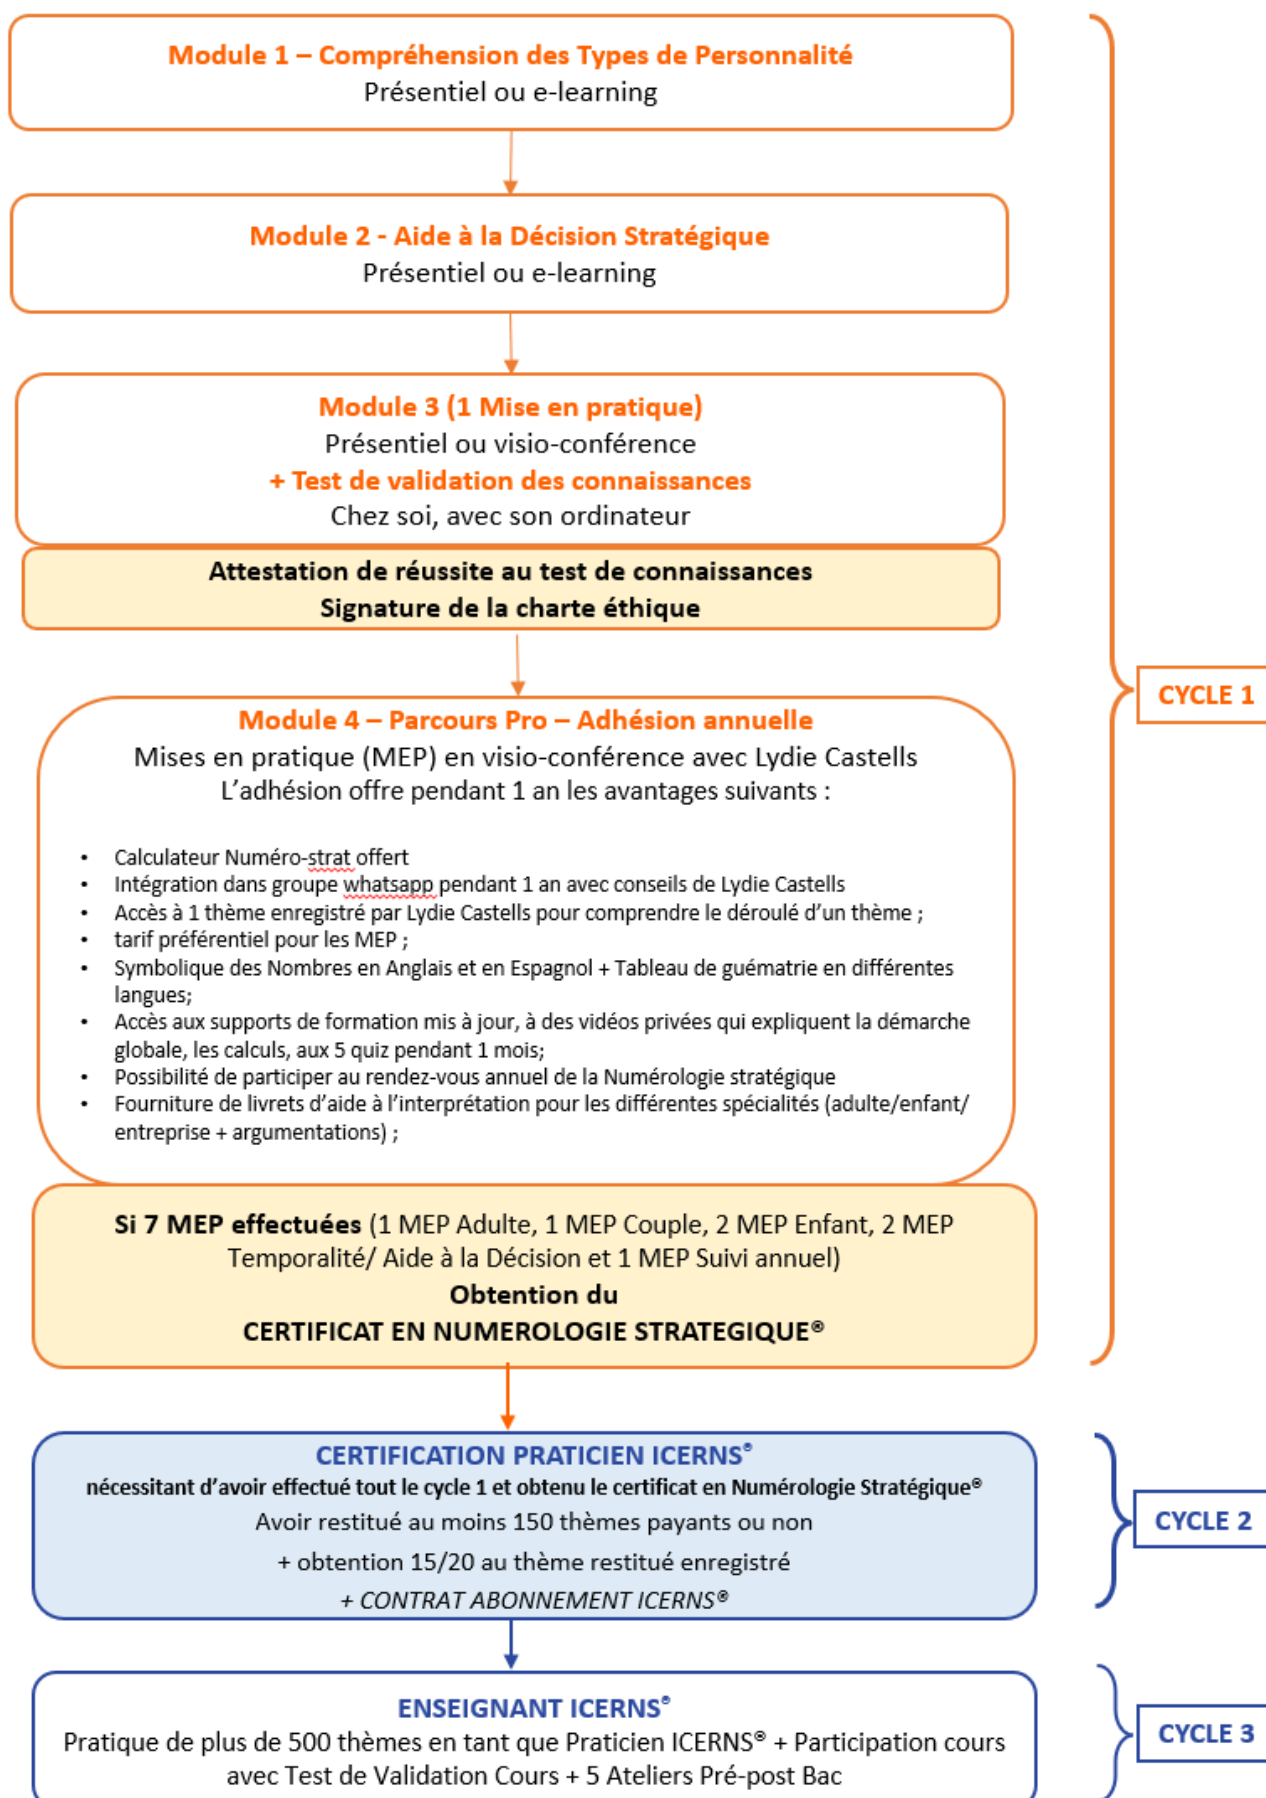 Module 1 – Compréhension des Types de Personnalité
Présentiel ou e-learning
Module 2 - Aide à la Décision Stratégique
Présentiel ou e-learning
Module 3 (1 Mise en pratique)
Présentiel ou visio-conférence
+ Test de validation des connaissances
Chez soi, avec son ordinateur
Attestation de réussite au test de connaissances
Signature de la charte éthique
CYCLE 1
Module 4 – Parcours Pro – Adhésion annuelle
Mises en pratique (MEP) en visio-conférence avec Lydie Castells
L’adhésion offre pendant 1 an les avantages suivants :
• Calculateur Numéro-strat offert
• Intégration dans groupe whatsapp pendant 1 an avec conseils de Lydie Castells
• Accès à 1 thème enregistré par Lydie Castells pour comprendre le déroulé d’un thème ;
• tarif préférentiel pour les MEP ;
• Symbolique des Nombres en Anglais et en Espagnol + Tableau de guématrie en différentes
langues;
• Accès aux supports de formation mis à jour, à des vidéos privées qui expliquent la démarche
globale, les calculs, aux 5 quiz pendant 1 mois;
• Possibilité de participer au rendez-vous annuel de la Numérologie stratégique
• Fourniture de livrets d’aide à l’interprétation pour les différentes spécialités (adulte/enfant/
entreprise + argumentations) ;
Si 7 MEP effectuées (1 MEP Adulte, 1 MEP Couple, 2 MEP Enfant, 2 MEP
Temporalité/ Aide à la Décision et 1 MEP Suivi annuel)
Obtention du
CERTIFICAT EN NUMEROLOGIE STRATEGIQUE®
CERTIFICATION PRATICIEN ICERNS®
nécessitant d’avoir effectué tout le cycle 1 et obtenu le certificat en Numérologie Stratégique®
Avoir restitué au moins 150 thèmes payants ou non
+ obtention 15/20 au thème restitué enregistré
+ CONTRAT ABONNEMENT ICERNS®
CYCLE 2
ENSEIGNANT ICERNS®
Pratique de plus de 500 thèmes en tant que Praticien ICERNS® + Participation cours
avec Test de Validation Cours + 5 Ateliers Pré-post Bac
CYCLE 3